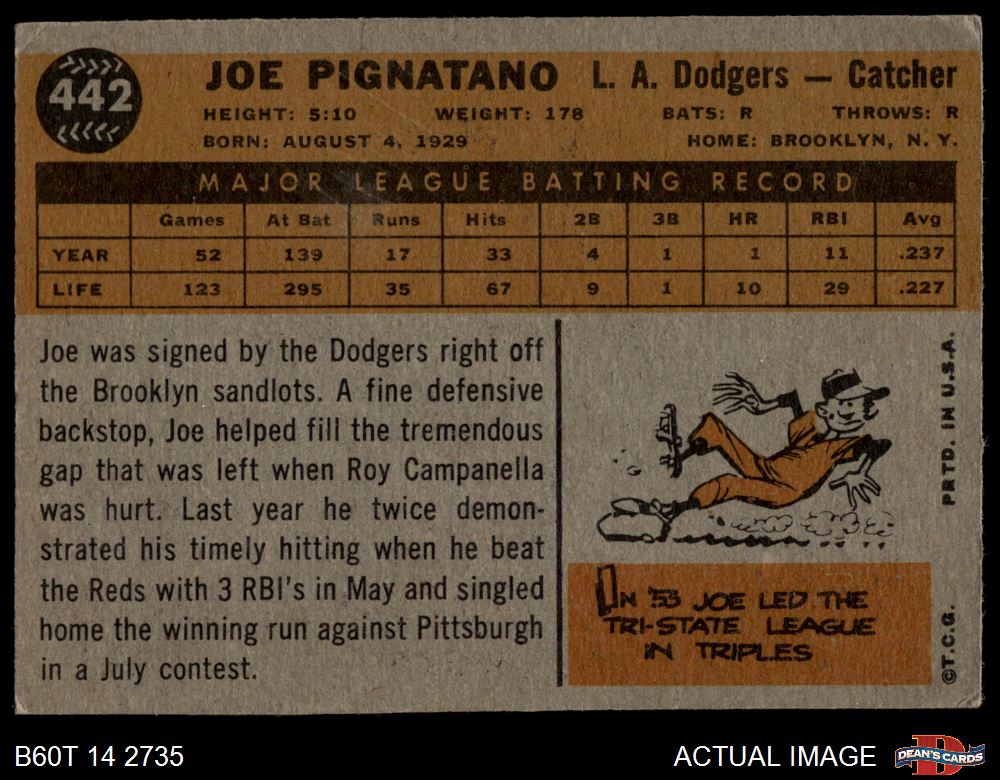 442
JOE PIGNATANO L. A. Dodgers — Catcher
HEIGHT: 5:10 WEIGHT: 178 BATS: R THROWS: R
BORN: AUGUST 4, 1929 HOME: BROOKLYN, N. Y.
MAJOR LEAGUE BATTING RECORD
Games At Bat Runs Hits 2B 3B HR RBI Avg
YEAR 52 139 17 33 4 1 1 11 .237
LIFE 123 295 35 67 9 1 10 29 .227
Joe was signed by the Dodgers right off
the Brooklyn sandlots. A fine defensive
backstop, Joe helped fill the tremendous
gap that was left when Roy Campanella
was hurt. Last year he twice demon-
strated his timely hitting when he beat
the Reds with 3 RBI's in May and singled
home the winning run against Pittsburgh
in a July contest.
IN '53 JOE LED THE
TRI-STATE LEAGUE
IN TRIPLES
PRTD. IN U.S.A.
©T.C.G.
B60T 14 2735
ACTUAL IMAGE
D
DEAN'S CARDS